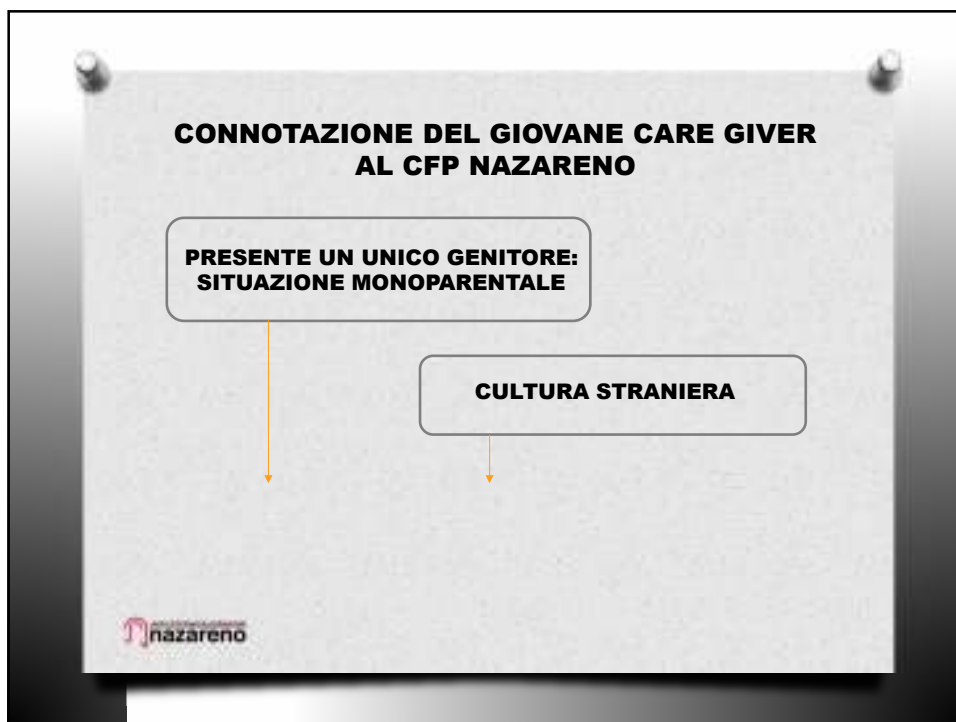 CONNOTAZIONE DEL GIOVANE CARE GIVER
AL CFP NAZARENO
PRESENTE UN UNICO GENITORE:
SITUAZIONE MONOPARENTALE
CULTURA STRANIERA
nazareno